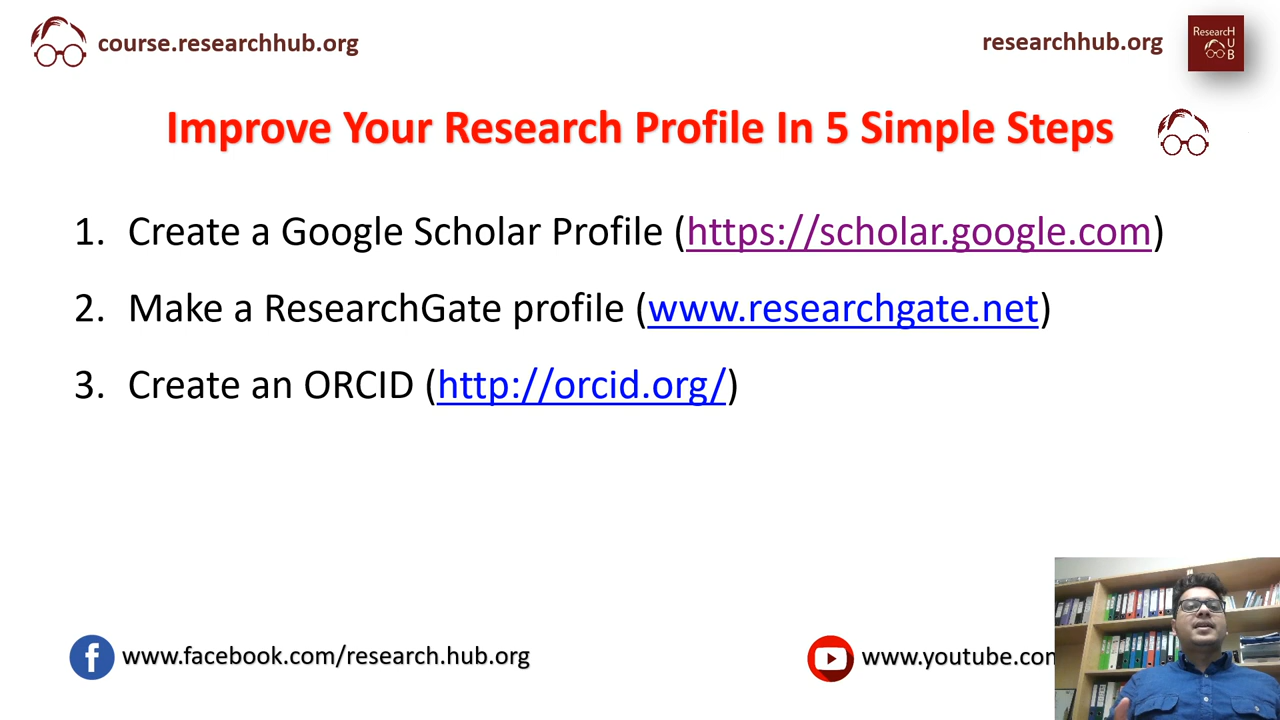 course.researchhub.org
researchhub.org
ResearcH
U
B
Improve Your Research Profile In 5 Simple Steps
1. Create a Google Scholar Profile (https://scholar.google.com)
2. Make a ResearchGate profile (www.researchgate.net)
3. Create an ORCID (http://orcid.org/)
www.facebook.com/research.hub.org
www.youtube.com